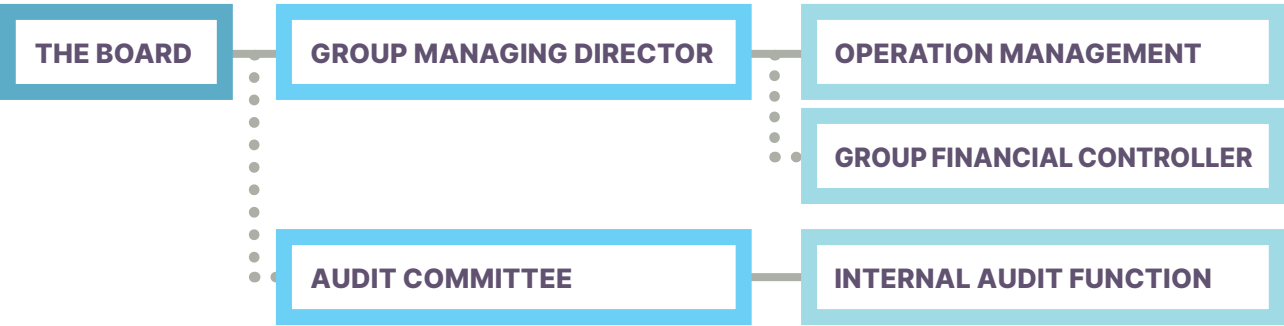 THE BOARD
GROUP MANAGING DIRECTOR
OPERATION MANAGEMENT
GROUP FINANCIAL CONTROLLER
AUDIT COMMITTEE
INTERNAL AUDIT FUNCTION